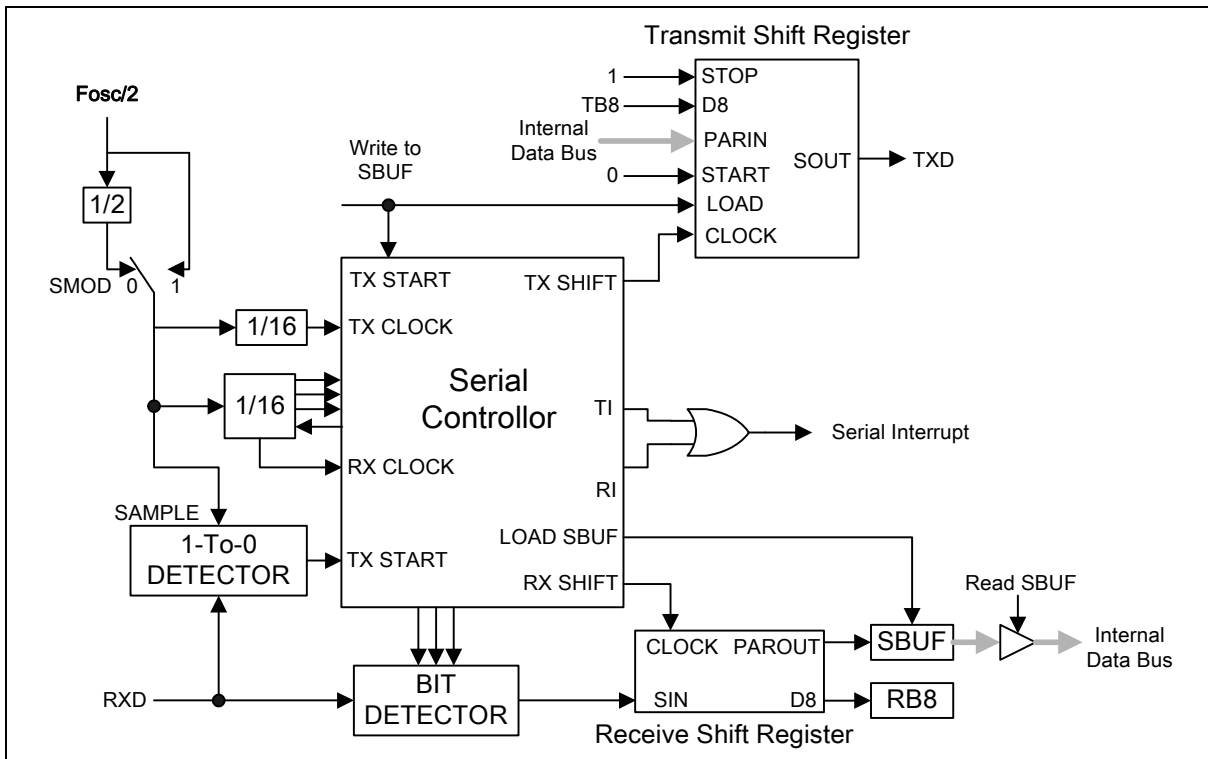 Transmit Shift Register
1
STOP
TB8
D8
Internal
Data Bus
PARIN
SOUT
TXD
0
START
LOAD
CLOCK
Fosc/2
1/2
SMOD 0 1
Write to
SBUF
TX START
TX SHIFT
1/16
TX CLOCK
Serial
Controllor
1/16
TI
Serial Interrupt
RX CLOCK
RI
SAMPLE
1-To-0
DETECTOR
TX START
LOAD SBUF
RX SHIFT
Read SBUF
CLOCK PAROUT
SBUF
Internal
Data Bus
RXD
BIT
DETECTOR
SIN
D8
RB8
Receive Shift Register